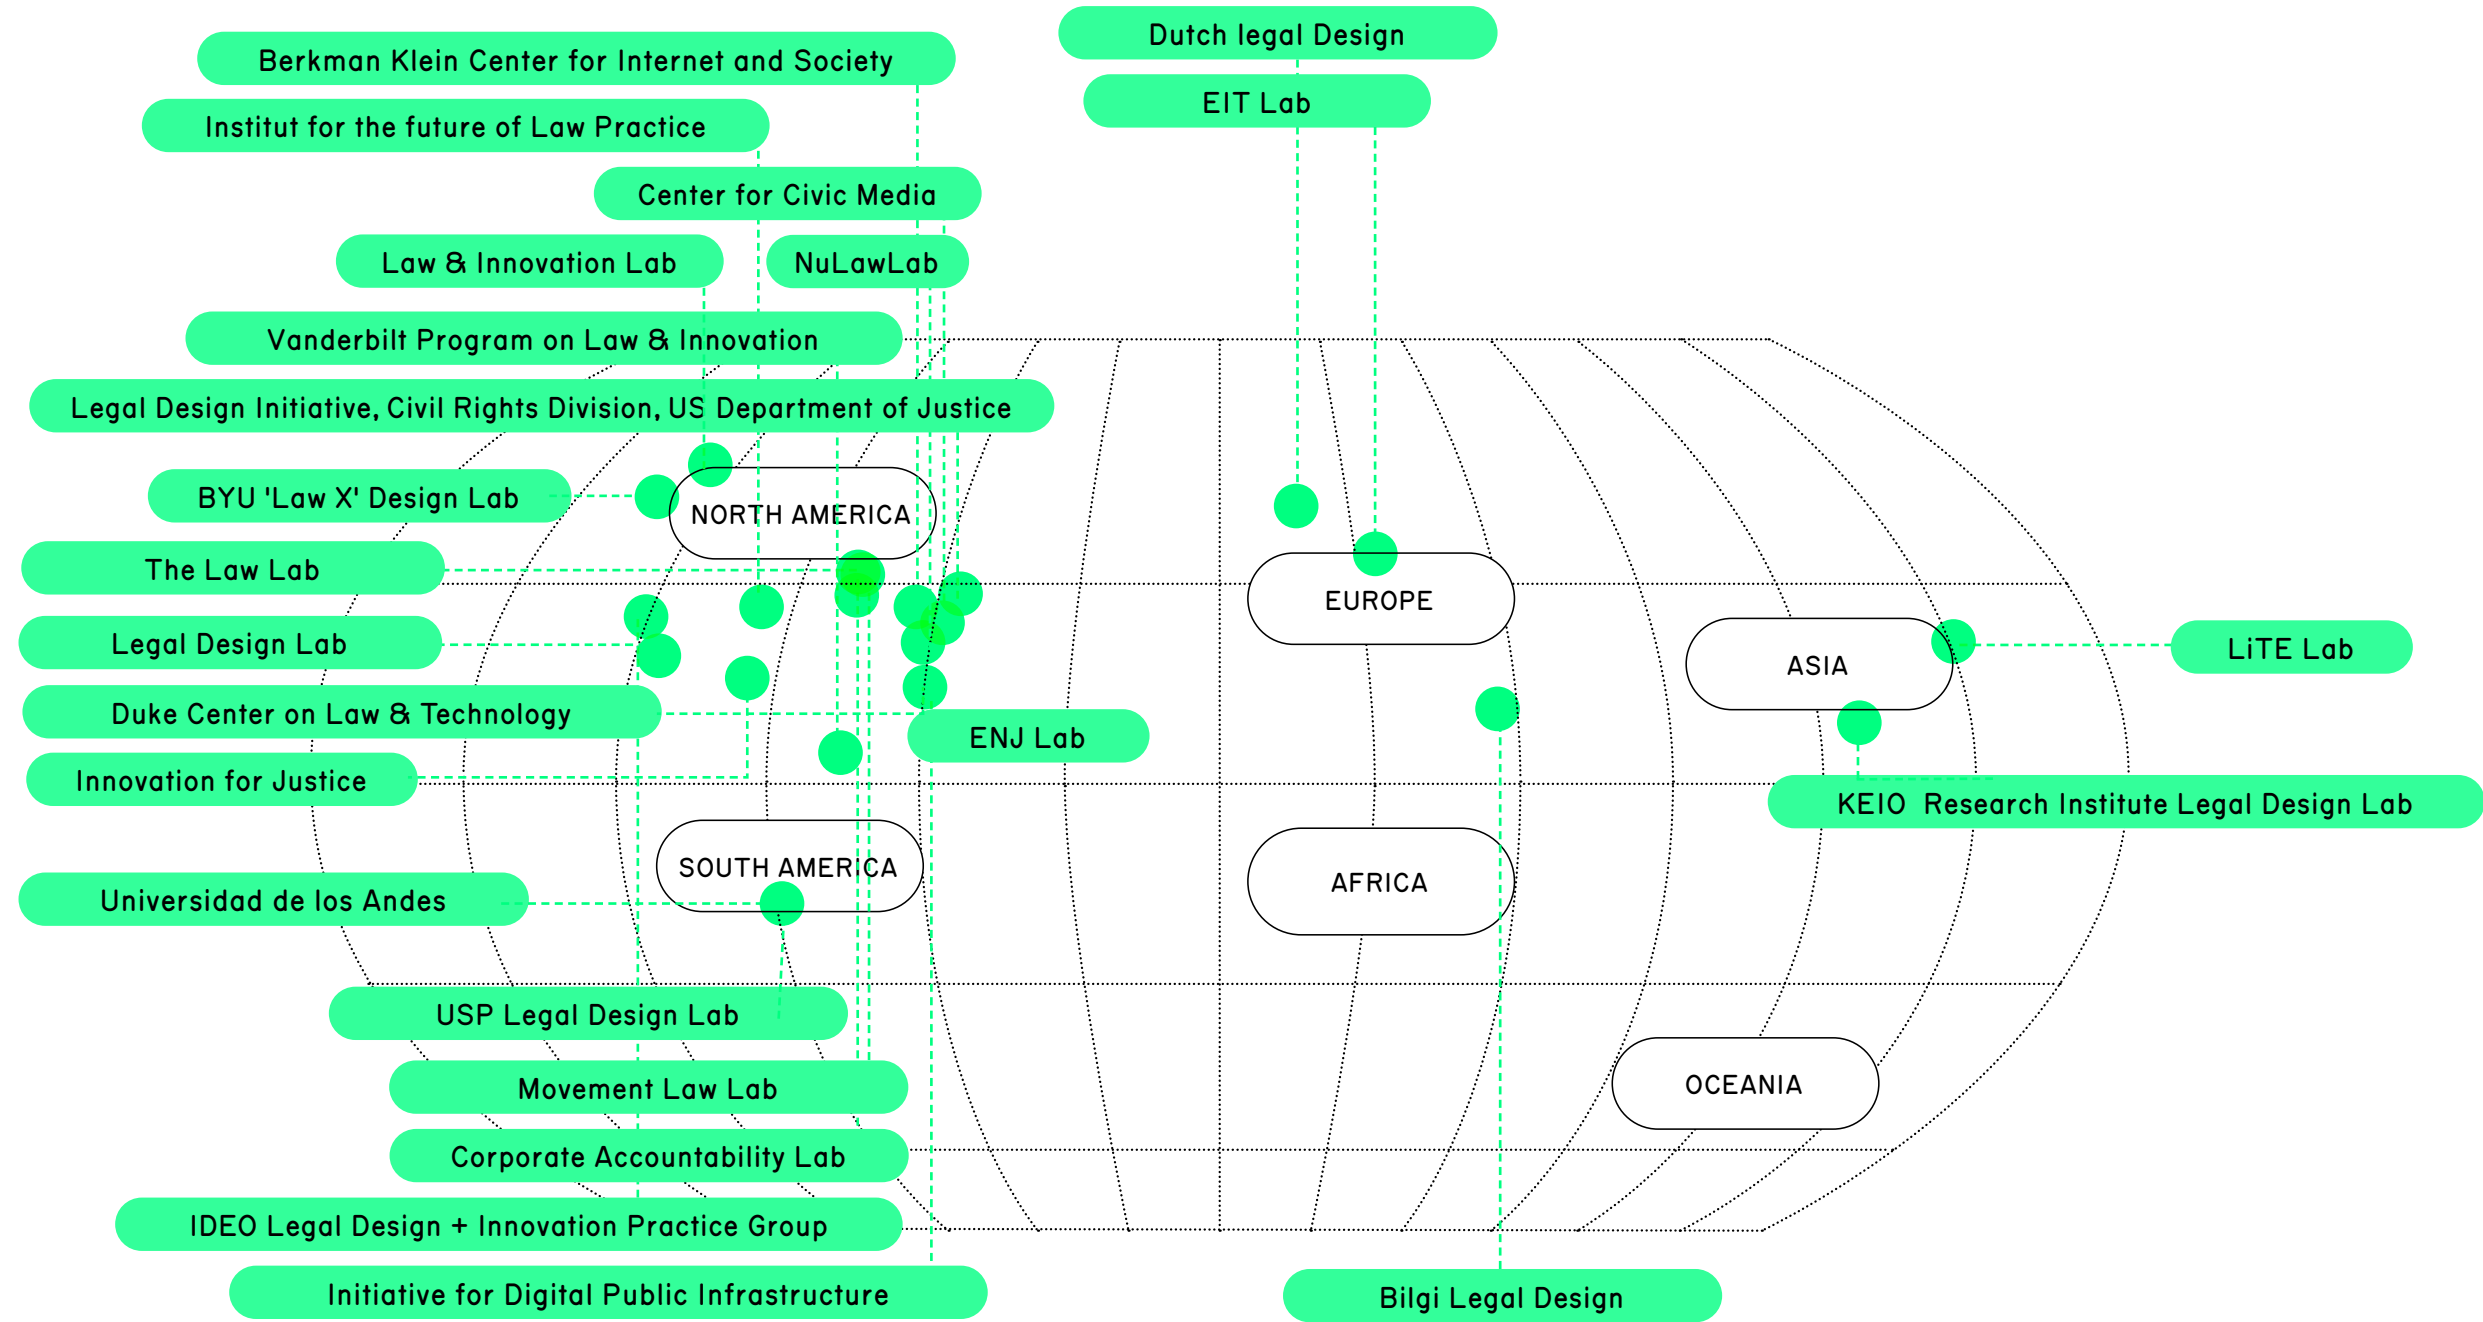 Dutch legal Design
Berkman Klein Center for Internet and Society
EIT Lab
Institut for the future of Law Practice
Center for Civic Media
Law & Innovation Lab
NuLawLab
Vanderbilt Program on Law & Innovation
Legal Design Initiative, Civil Rights Division, US Department of Justice
BYU 'Law X' Design Lab
NORTH AMERICA
The Law Lab
EUROPE
Legal Design Lab
LiTE Lab
ASIA
Duke Center on Law & Technology
ENJ Lab
Innovation for Justice
KEIO Research Institute Legal Design Lab
SOUTH AMERICA
AFRICA
Universidad de los Andes
USP Legal Design Lab
Movement Law Lab
OCEANIA
Corporate Accountability Lab
IDEO Legal Design + Innovation Practice Group
Initiative for Digital Public Infrastructure
Bilgi Legal Design